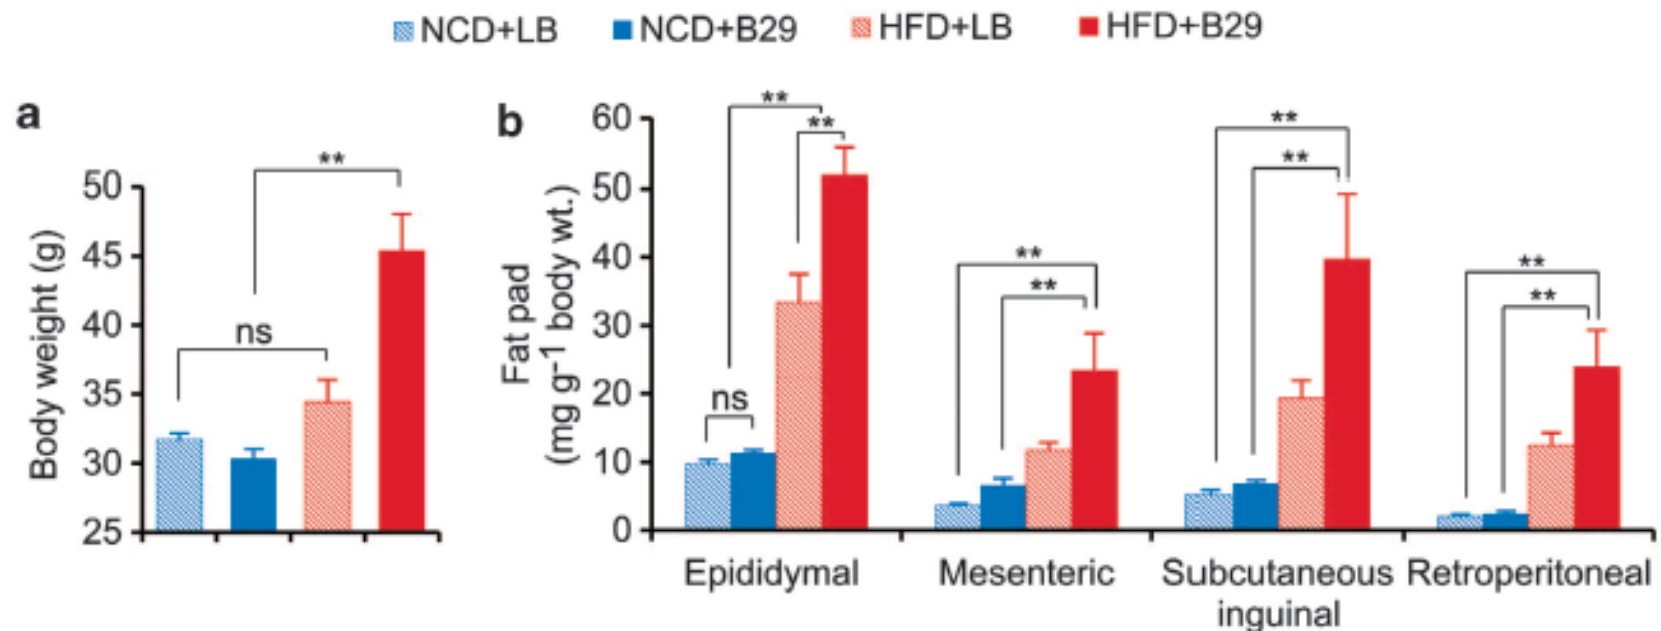 NCD+LB NCD+B29 HFD+LB HFD+B29
a
Body weight (g)
50
45
40
35
30
25
ns
**
b
Fat pad
(mg g⁻¹ body wt.)
60
50
40
30
20
10
0
ns
**
**
**
**
**
**
**
**
Epididymal Mesenteric Subcutaneous Retroperitoneal
inguinal